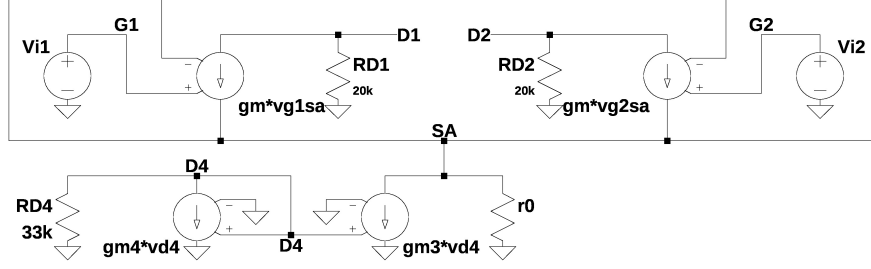 G1
D1
D2
G2
Vi1
RD1
20k
RD2
20k
Vi2
gm*vg1sa
gm*vg2sa
SA
D4
RD4
33k
r0
gm4*vd4
D4
gm3*vd4